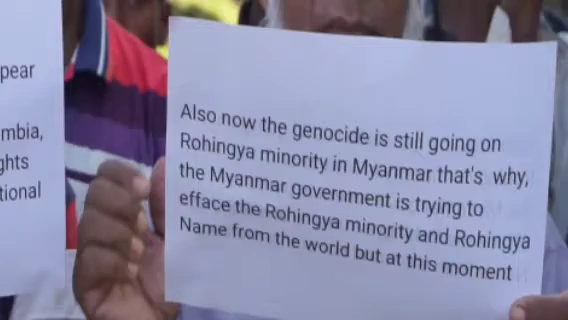 pear
mbia,
ghts
tional
Also now the genocide is still going on
Rohingya minority in Myanmar that's why,
the Myanmar government is trying to
efface the Rohingya minority and Rohingya
Name from the world but at this moment